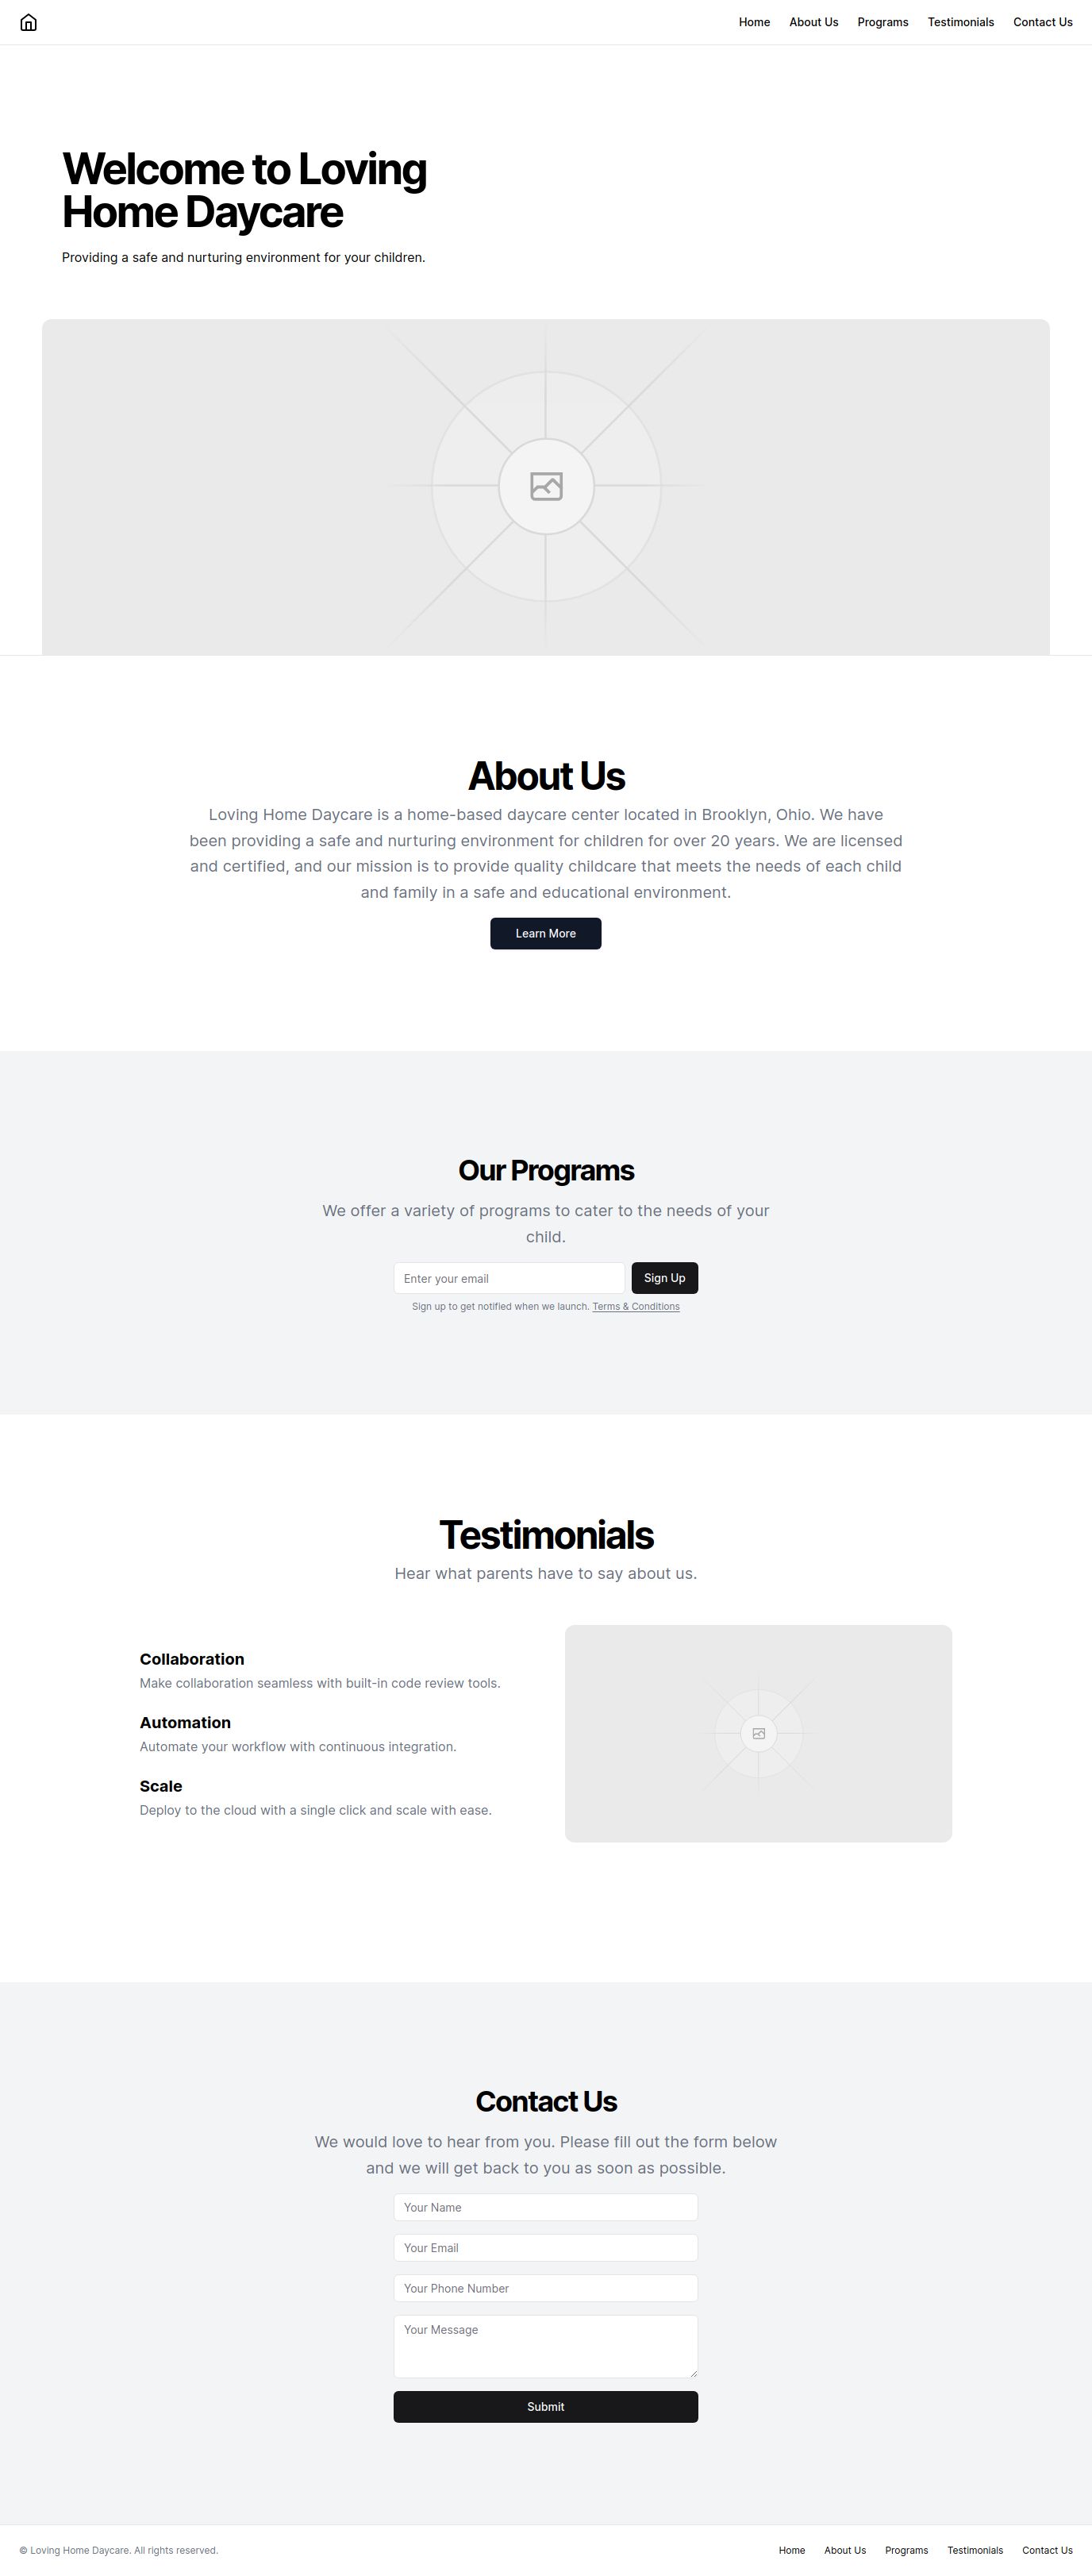 Home About Us Programs Testimonials Contact Us
Welcome to Loving
Home Daycare
Providing a safe and nurturing environment for your children.
About Us
Loving Home Daycare is a home-based daycare center located in Brooklyn, Ohio. We have
been providing a safe and nurturing environment for children for over 20 years. We are licensed
and certified, and our mission is to provide quality childcare that meets the needs of each child
and family in a safe and educational environment.
Learn More
Our Programs
We offer a variety of programs to cater to the needs of your
child.
Enter your email Sign Up
Sign up to get notified when we launch. Terms & Conditions
Testimonials
Hear what parents have to say about us.
Collaboration
Make collaboration seamless with built-in code review tools.
Automation
Automate your workflow with continuous integration.
Scale
Deploy to the cloud with a single click and scale with ease.
Contact Us
We would love to hear from you. Please fill out the form below
and we will get back to you as soon as possible.
Your Name
Your Email
Your Phone Number
Your Message
Submit
© Loving Home Daycare. All rights reserved. Home About Us Programs Testimonials Contact Us